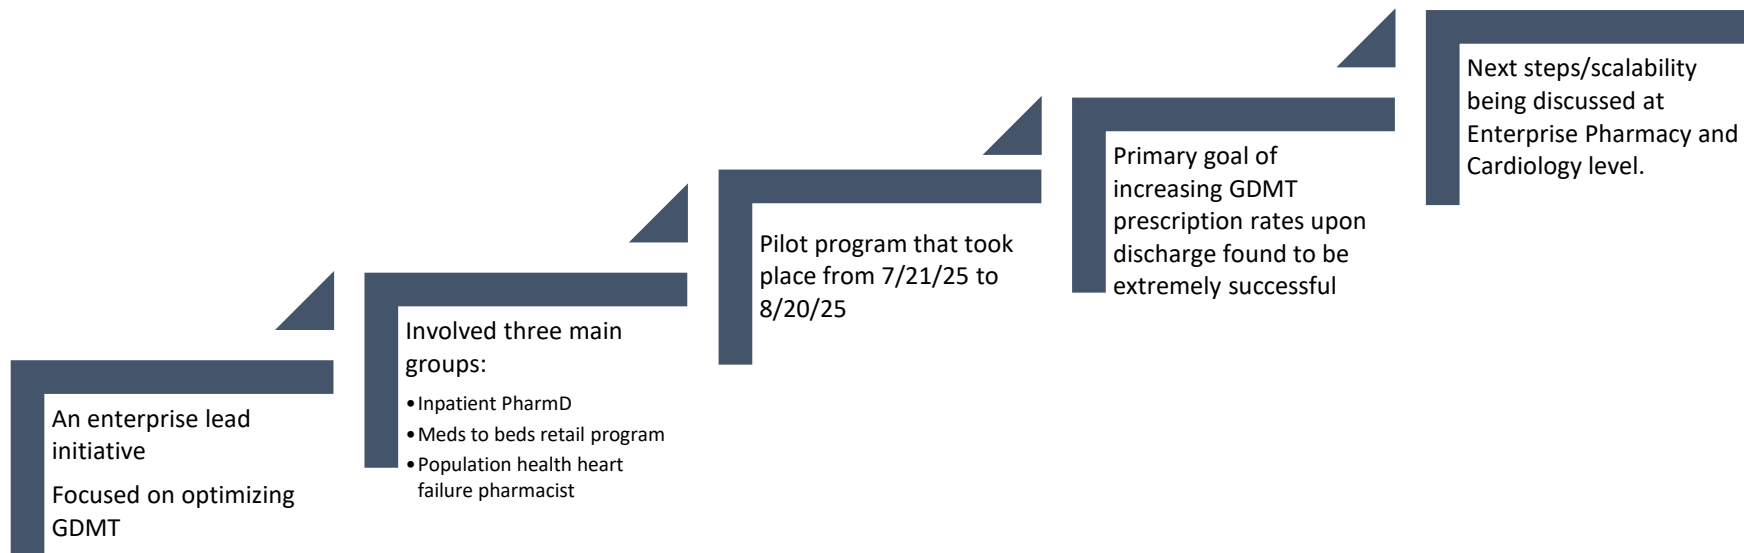 An enterprise lead
initiative
Focused on optimizing
GDMT
Involved three main
groups:
•Inpatient PharmD
•Meds to beds retail program
•Population health heart
failure pharmacist
Pilot program that took
place from 7/21/25 to
8/20/25
Primary goal of
increasing GDMT
prescription rates upon
discharge found to be
extremely successful
Next steps/scalability
being discussed at
Enterprise Pharmacy and
Cardiology level.